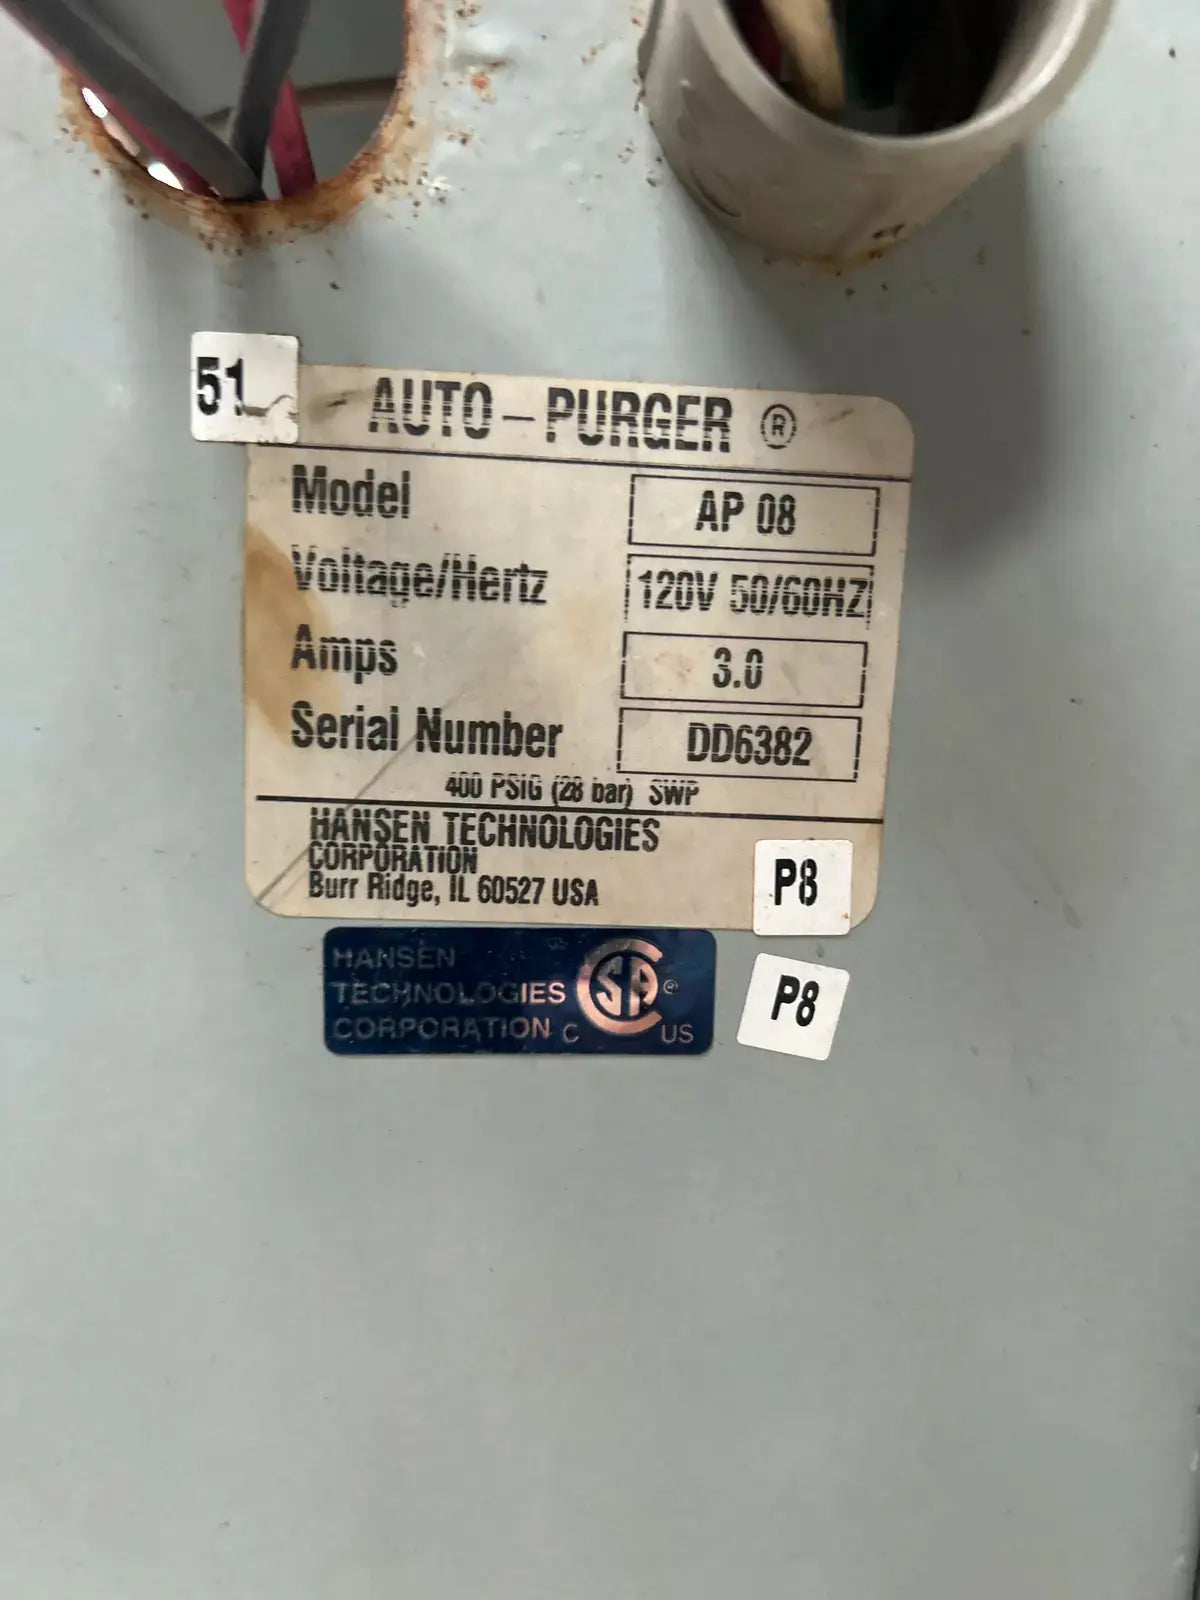 51
AUTO-PURGER ®
Model AP 08
Voltage/Hertz 120V 50/60HZ
Amps 3.0
Serial Number DD6382
400 PSIG (28 bar) SWP
HANSEN TECHNOLOGIES
CORPORATION
Burr Ridge, IL 60527 USA
P8
HANSEN
TECHNOLOGIES
CORPORATION
C SA ® US
P8